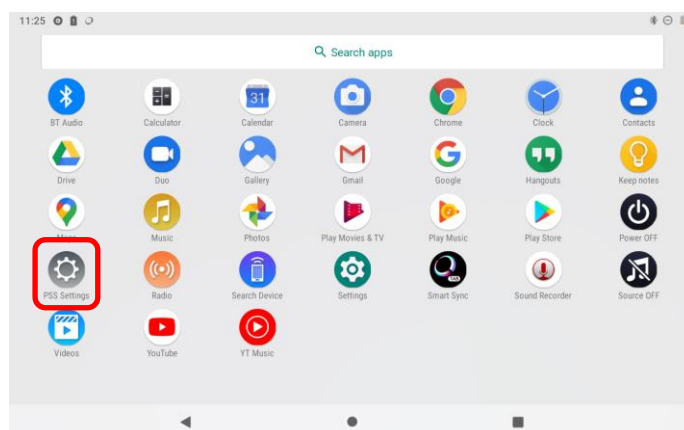 11:25
Search apps
BT Audio Calculator Calendar Camera Chrome Clock Contacts
31
Drive Duo Gallery Gmail Google Hangouts Keep notes
Maps Music Photos Play Movies & TV Play Music Play Store Power OFF
PSS Settings Radio Search Device Settings Smart Sync Sound Recorder Source OFF
Videos YouTube YT Music